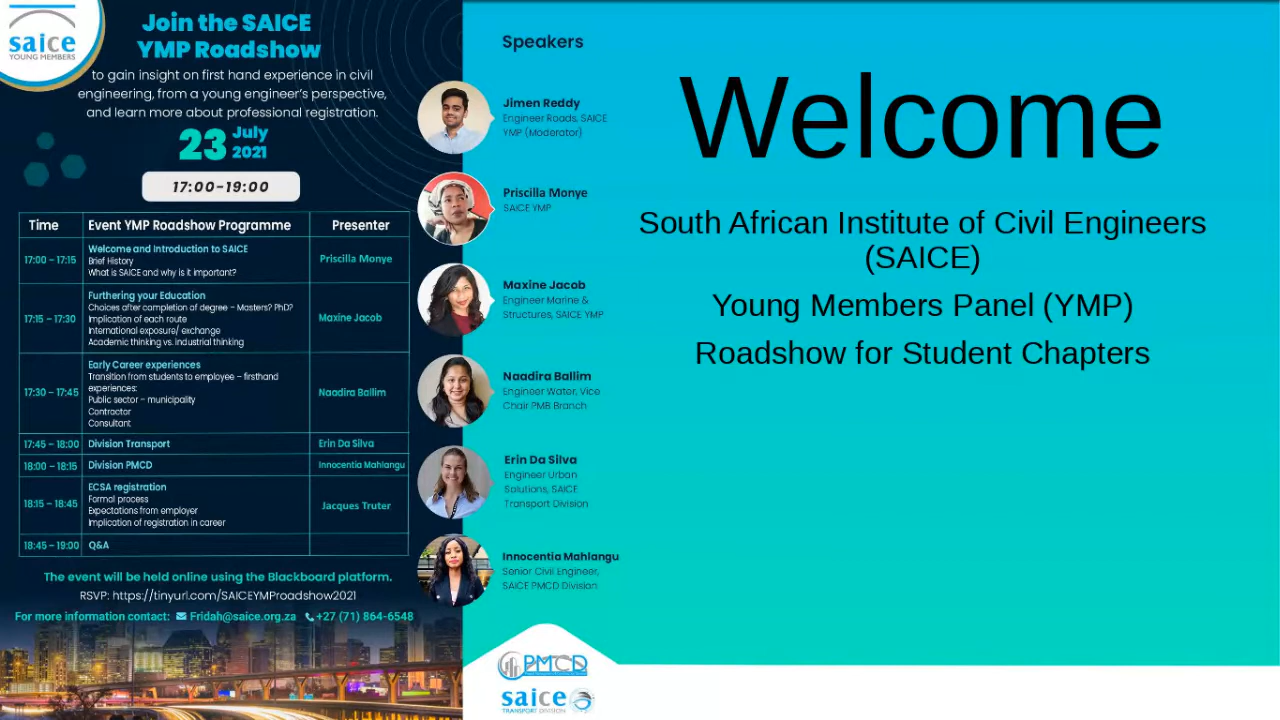 saice
YOUNG MEMBERS
Join the SAICE
YMP Roadshow
to gain insight on first hand experience in civil
engineering, from a young engineer's perspective,
and learn more about professional registration.
23 July
2021
17:00-19:00
Time Event YMP Roadshow Programme Presenter
17:00 – 17:15 Welcome and Introduction to SAICE Priscilla Monye
Brief History
What is SAICE and why is it important?
17:15 – 17:30 Furthering your Education Maxine Jacob
Choices after completion of degree – Masters? PhD?
Implication of each route
International exposure/ exchange
Academic thinking vs. industrial thinking
17:30 – 17:45 Early Career experiences Naadira Ballim
Transition from students to employee – firsthand
experiences:
Public sector – municipality
Contractor
Consultant
17:45 – 18:00 Division Transport Erin Da Silva
18:00 – 18:15 Division PMCD Innocentia Mahlangu
18:15 – 18:45 ECSA registration Jacques Truter
Formal process
Expectations from employer
Implication of registration in career
18:45 – 19:00 Q&A
The event will be held online using the Blackboard platform.
RSVP: https://tinyurl.com/SAICEYMProadshow2021
For more information contact: Fridah@saice.org.za +27 (71) 864-6548
Speakers
Jimen Reddy
Engineer Roads, SAICE
YMP (Moderator)
Priscilla Monye
SAICE YMP
Maxine Jacob
Engineer Marine &
Structures, SAICE YMP
Naadira Ballim
Engineer Water, Vice
Chair PMB Branch
Erin Da Silva
Engineer Urban
Solutions, SAICE
Transport Division
Innocentia Mahlangu
Senior Civil Engineer,
SAICE PMCD Division
PMCD
saice
TRANSPORT DIVISION
Welcome
South African Institute of Civil Engineers
(SAICE)
Young Members Panel (YMP)
Roadshow for Student Chapters